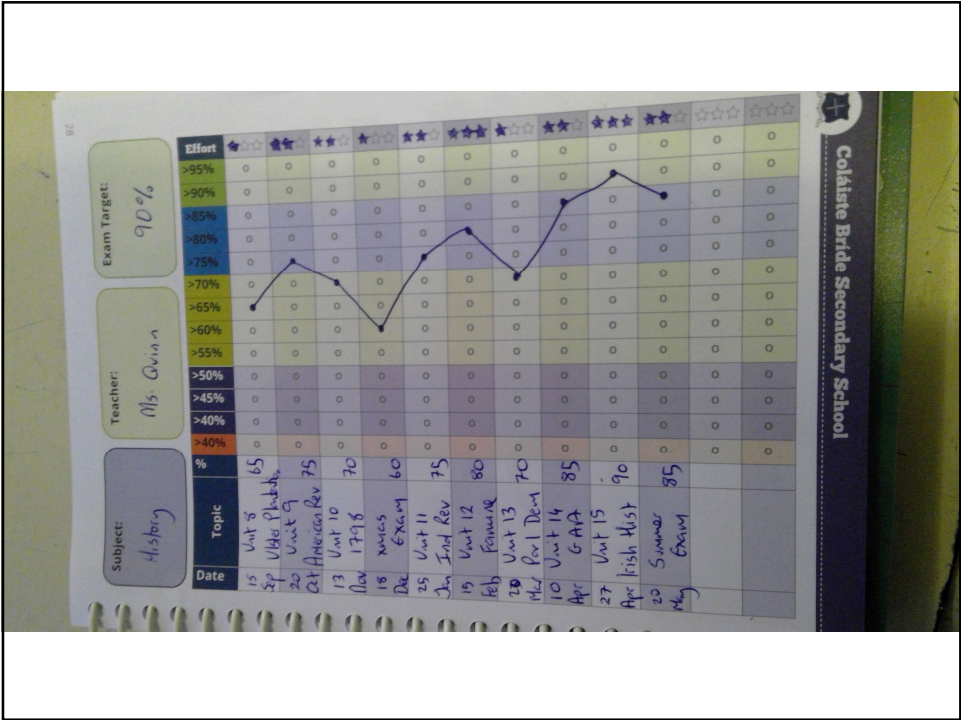 Coláiste Bríde Secondary School
Subject:
History
Teacher:
Ms. Quinn
Exam Target:
90%
Date
Topic
%
>40%
>40%
>45%
>50%
>55%
>60%
>65%
>70%
>75%
>80%
>85%
>90%
>95%
Effort
15 Unit 8 65
Sep Ulster
20 Unit 9 75
Oct American Rev
13 Unit 10 70
Nov 1798
18 xmas 60
Dec Exam
25 Unit 11 75
Jan Ind Rev
15 Unit 12 80
Feb Famine
20 Unit 13 70
Mar Parl Dem
10 Unit 14 85
Apr GAA
27 Unit 15 90
Apr Irish Hist
20 Summer 85
May Exam
28